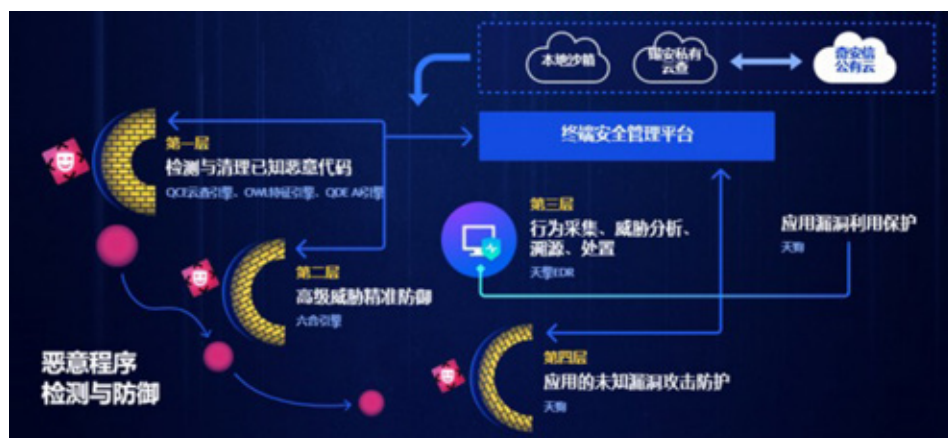 本地沙箱
奇安信
公有云
云查
终端安全管理平台
第一层
检测与清理已知恶意代码
QCE云查引擎、OWL特征引擎、QDE AI引擎
第二层
高级威胁精准防御
六合引擎
第三层
行为采集、威胁分析、
溯源、处置
天擎EDR
应用漏洞利用保护
天狗
第四层
应用的未知漏洞攻击防护
天狗
恶意程序
检测与防御